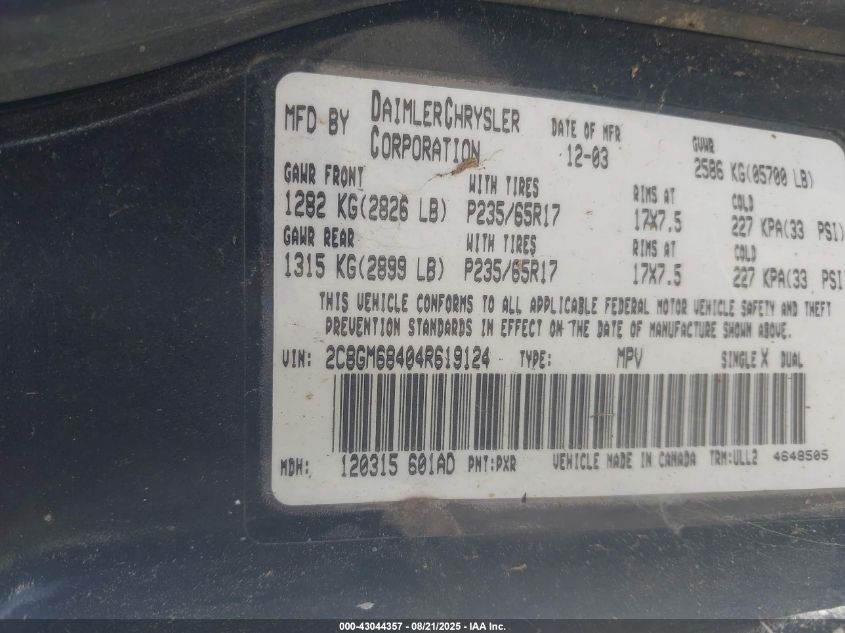 MFD BY DAIMLERCHRYSLER CORPORATION DATE OF MFR 12-03 GVWR 2586 KG(05700 LB)
GAWR FRONT WITH TIRES RIMS AT COLD
1282 KG(2826 LB) P235/65R17 17X7.5 227 KPA(33 PSI)
GAWR REAR WITH TIRES RIMS AT COLD
1315 KG(2899 LB) P235/65R17 17X7.5 227 KPA(33 PSI
THIS VEHICLE CONFORMS TO ALL APPLICABLE FEDERAL MOTOR VEHICLE SAFETY AND THEFT
PREVENTION STANDARDS IN EFFECT ON THE DATE OF MANUFACTURE SHOWN ABOVE.
VIN: 2C8GM68404R619124 TYPE: MPV SINGLE X DUAL
MDH: 120315 601AD PNT:PXR VEHICLE MADE IN CANADA TRM:ULL2 4648505
000-43044357 - 08/21/2025 - IAA Inc.